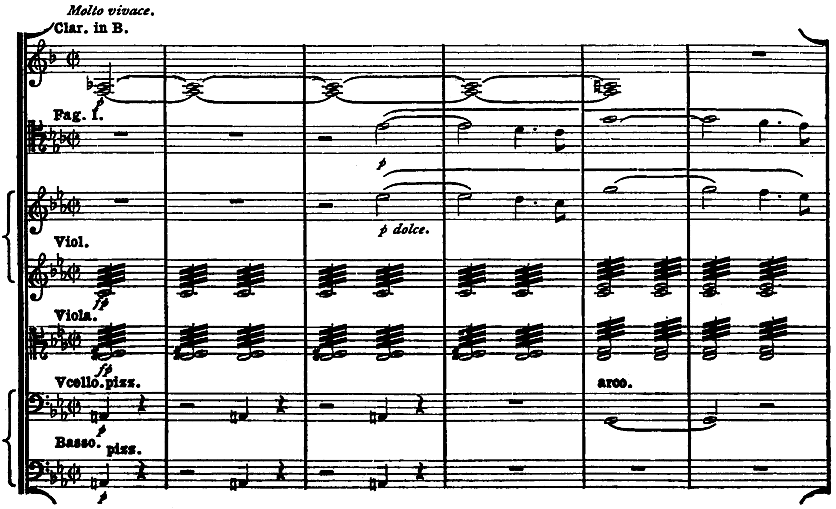 Molto vivace.
Clar. in B.
p
Fag. I.
p
p dolce.
Viol.
fp
Viola.
fp
Vcello. pizz.
arco.
p
Basso.
pizz.
p